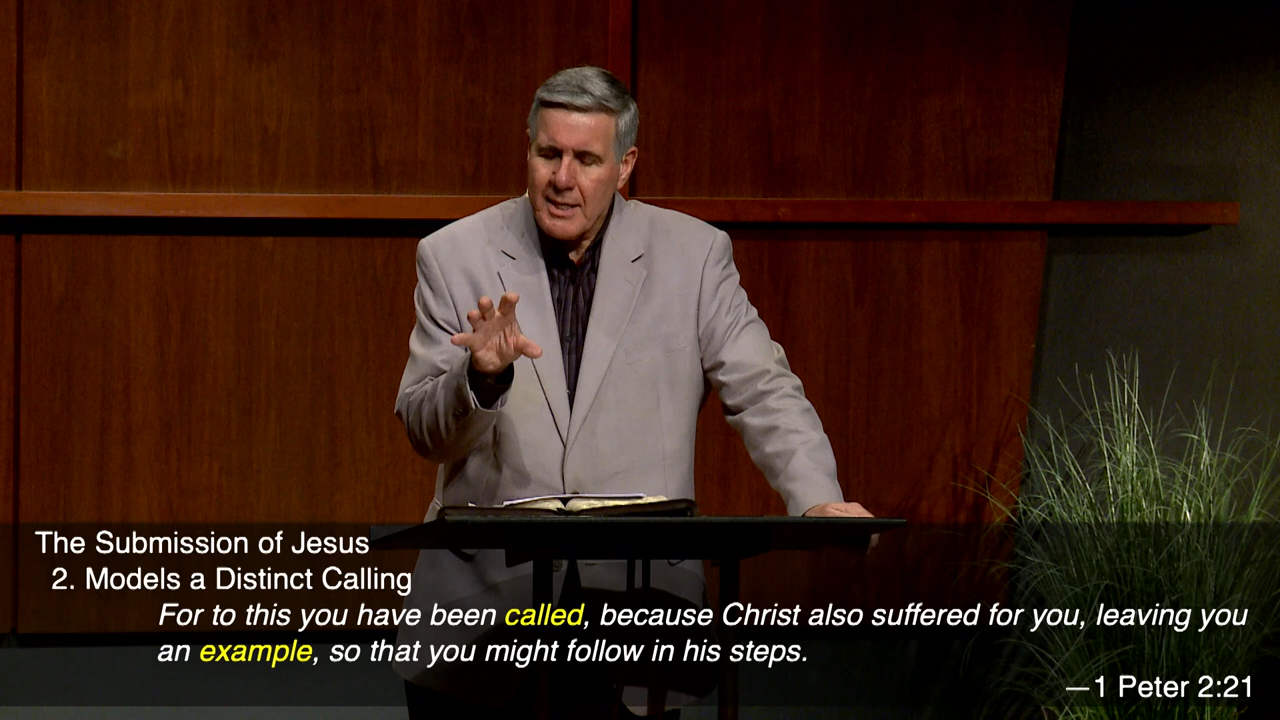 The Submission of Jesus
2. Models a Distinct Calling
For to this you have been called, because Christ also suffered for you, leaving you
an example, so that you might follow in his steps.
—1 Peter 2:21